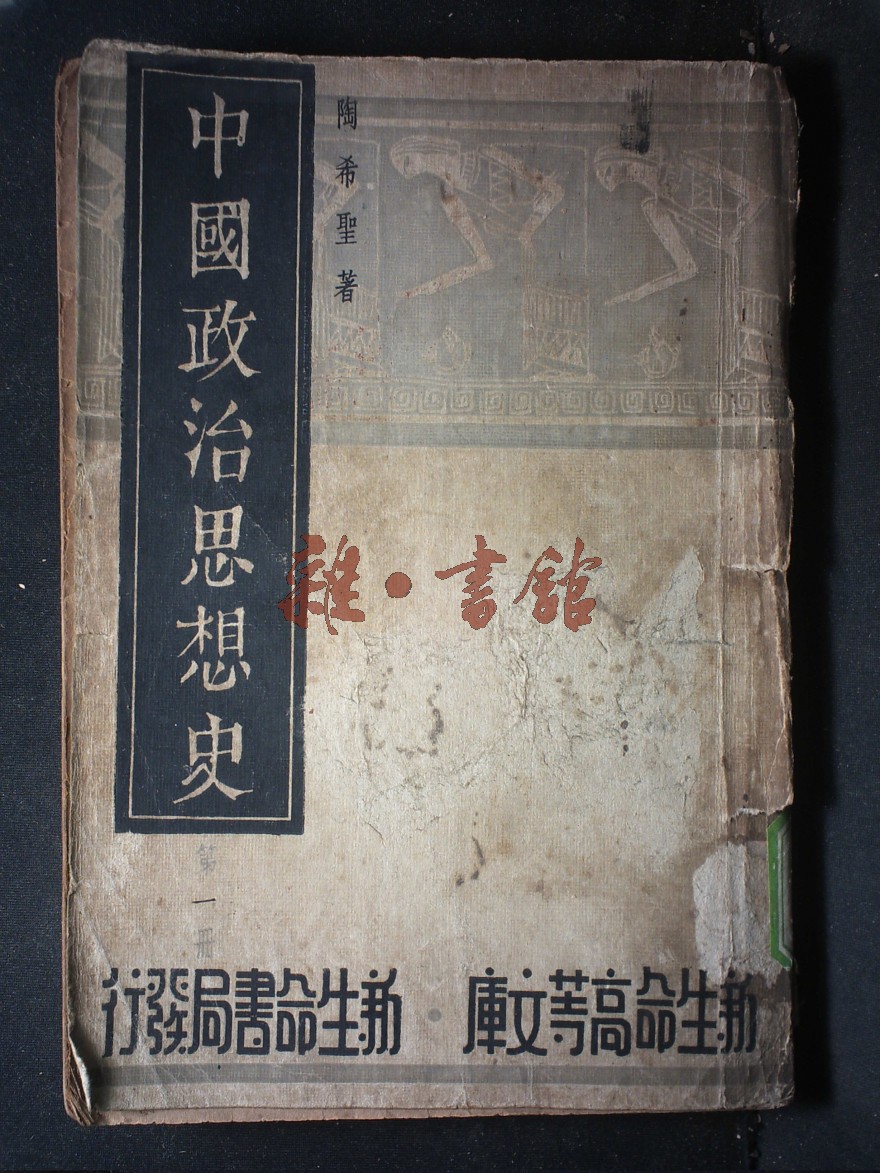 陶希聖著
中國政治思想史
第一冊
雜·書館
新生命高等文庫·新生命書局發行